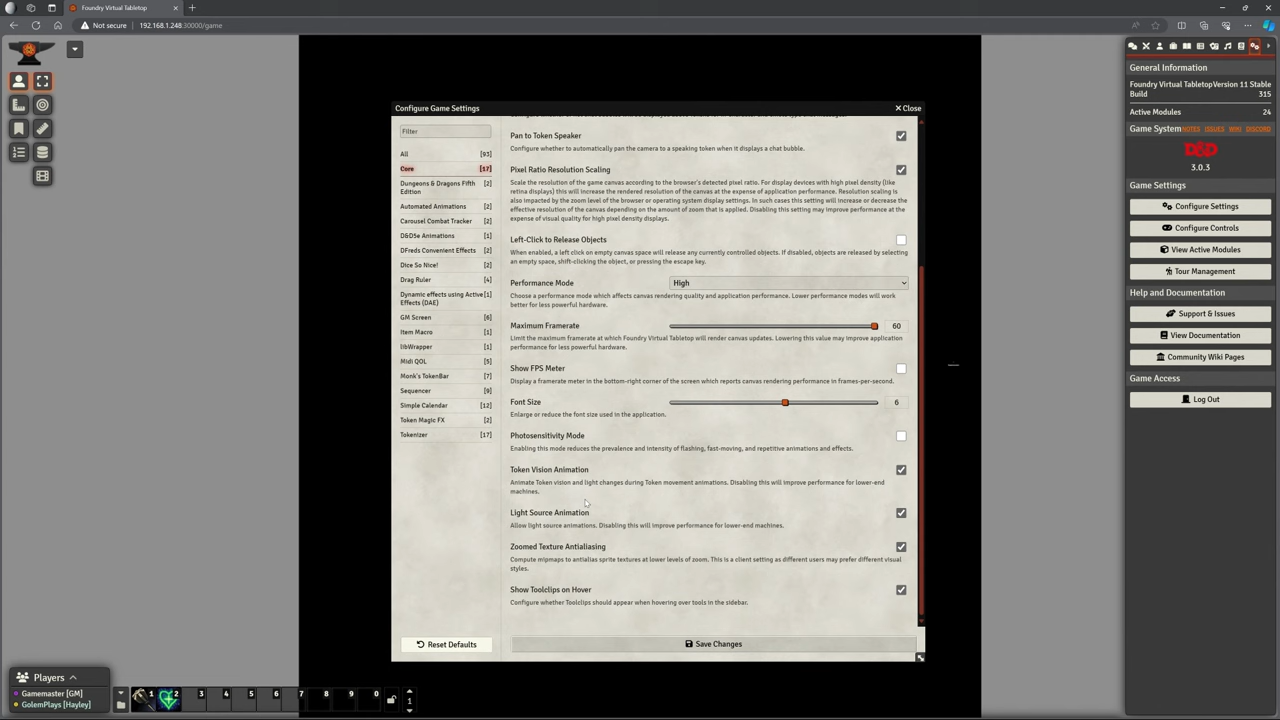 Foundry Virtual Tabletop
Not secure 192.168.1.248:30000/game
Configure Game Settings
Close
Filter
All [93]
Core [17]
Dungeons & Dragons Fifth Edition [2]
Automated Animations [2]
Carousel Combat Tracker [2]
D&D5e Animations [1]
DFreds Convenient Effects [2]
Dice So Nice! [2]
Drag Ruler [4]
Dynamic effects using Active Effects (DAE) [1]
GM Screen [6]
Item Macro [1]
libWrapper [1]
Midi QOL [5]
Monk's TokenBar [7]
Sequencer [9]
Simple Calendar [12]
Token Magic FX [2]
Tokenizer [17]
Reset Defaults
Pan to Token Speaker
Configure whether to automatically pan the camera to a speaking token when it displays a chat bubble.
Pixel Ratio Resolution Scaling
Scale the resolution of the game canvas according to the browser's detected pixel ratio. For display devices with high pixel density (like
retina displays) this will increase the rendered resolution of the canvas at the expense of application performance. Resolution scaling is
also impacted by the zoom level of the browser or operating system display settings. In such cases this setting will increase or decrease the
effective resolution of the canvas depending on the amount of zoom that is applied. Disabling this setting may improve performance at the
expense of visual quality for high pixel density displays.
Left-Click to Release Objects
When enabled, a left click on empty canvas space will release any currently controlled objects. If disabled, objects are released by selecting
an empty space, shift-clicking the object, or pressing the escape key.
Performance Mode High
Choose a performance mode which affects canvas rendering quality and application performance. Lower performance modes will work
better for less powerful hardware.
Maximum Framerate 60
Limit the maximum framerate at which Foundry Virtual Tabletop will render canvas updates. Lowering this value may improve application
performance for less powerful hardware.
Show FPS Meter
Display a framerate meter in the bottom-right corner of the screen which reports canvas rendering performance in frames-per-second.
Font Size 6
Enlarge or reduce the font size used in the application.
Photosensitivity Mode
Enabling this mode reduces the prevalence and intensity of flashing, fast-moving, and repetitive animations and effects.
Token Vision Animation
Animate Token vision and light changes during Token movement animations. Disabling this will improve performance for lower-end
machines.
Light Source Animation
Allow light source animations. Disabling this will improve performance for lower-end machines.
Zoomed Texture Antialiasing
Compute mipmaps to antialias sprite textures at lower levels of zoom. This is a client setting as different users may prefer different visual
styles.
Show Toolclips on Hover
Configure whether Toolclips should appear when hovering over tools in the sidebar.
Save Changes
General Information
Foundry Virtual Tabletop Version 11 Stable
Build 315
Active Modules 24
Game System NOTES ISSUES WIKI DISCORD
D&D
3.0.3
Game Settings
Configure Settings
Configure Controls
View Active Modules
Tour Management
Help and Documentation
Support & Issues
View Documentation
Community Wiki Pages
Game Access
Log Out
Players
Gamemaster [GM]
GolemPlays [Hayley]
1 2 3 4 5 6 7 8 9 0
1